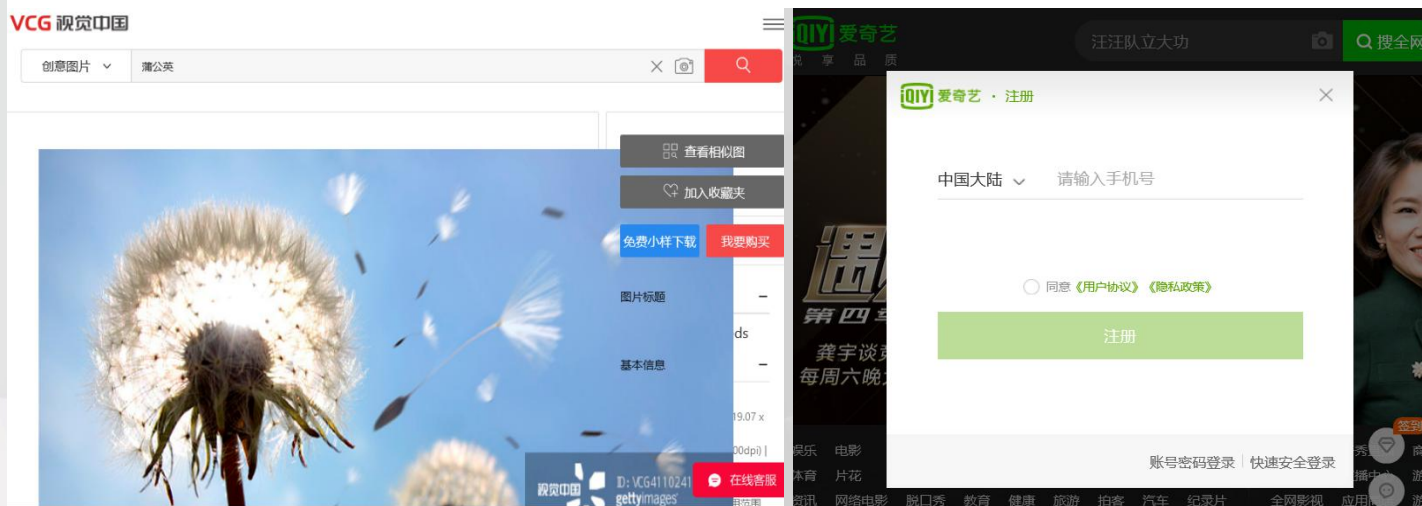 VCG 视觉中国
创意图片
蒲公英
查看相似图
加入收藏夹
免费小样下载 我要购买
图片标题
ds
基本信息
19.07 x
00dpi) |
视觉中国
ID: VCG4110241
gettyimages
在线客服
iQIYI 爱奇艺
悦享品质
汪汪队立大功
搜全网
iQIYI 爱奇艺 · 注册
中国大陆 请输入手机号
同意《用户协议》《隐私政策》
注册
第四季
龚宇谈
每周六晚
账号密码登录 快速安全登录
签到
娱乐 电影
体育 片花
资讯 网络电影 脱口秀 教育 健康 旅游 拍客 汽车 纪录片 全网影视 应用